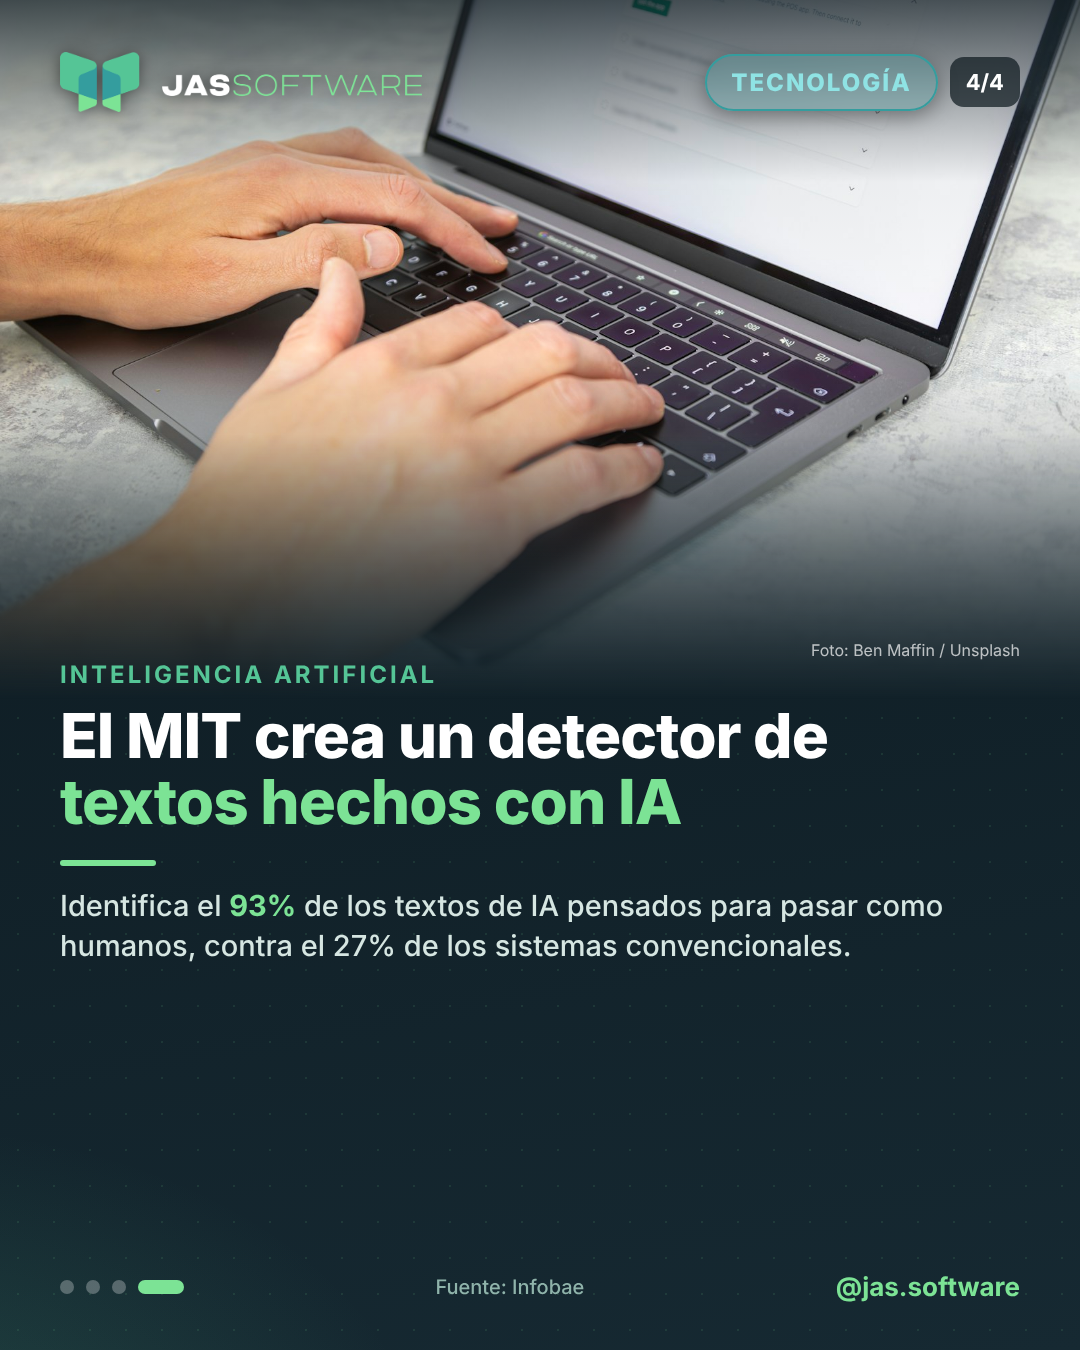 JASSOFTWARE
TECNOLOGÍA
4/4
Foto: Ben Maffin / Unsplash
INTELIGENCIA ARTIFICIAL
El MIT crea un detector de
textos hechos con IA
Identifica el 93% de los textos de IA pensados para pasar como
humanos, contra el 27% de los sistemas convencionales.
Fuente: Infobae
@jas.software